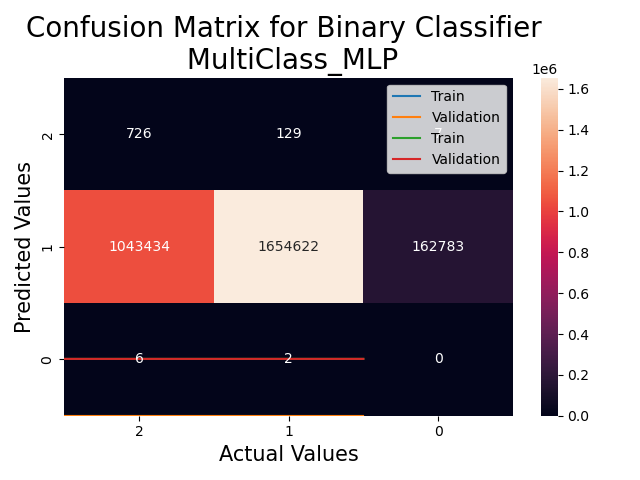 Confusion Matrix for Binary Classifier
MultiClass_MLP
1e6
Train
Validation
Train
Validation
2
726
129
1
1043434
1654622
162783
0
6
2
0
Predicted Values
2
1
0
Actual Values
1.6
1.4
1.2
1.0
0.8
0.6
0.4
0.2
0.0